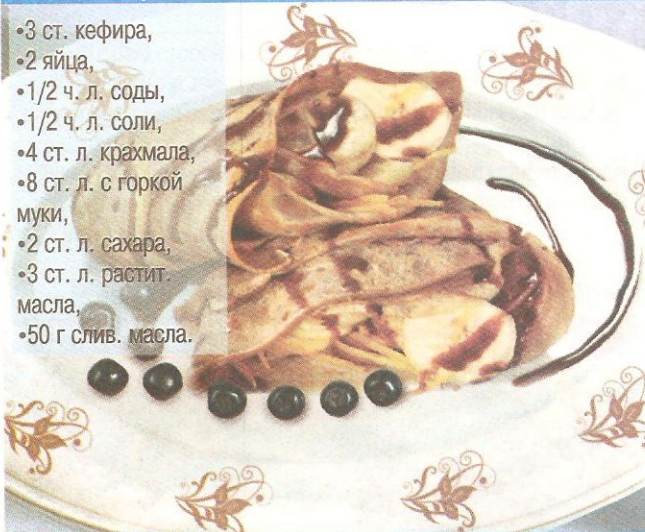 •3 ст. кефира,
•2 яйца,
•1/2 ч. л. соды,
•1/2 ч. л. соли,
•4 ст. л. крахмала,
•8 ст. л. с горкой
муки,
•2 ст. л. сахара,
•3 ст. л. растит.
масла,
•50 г слив. масла.